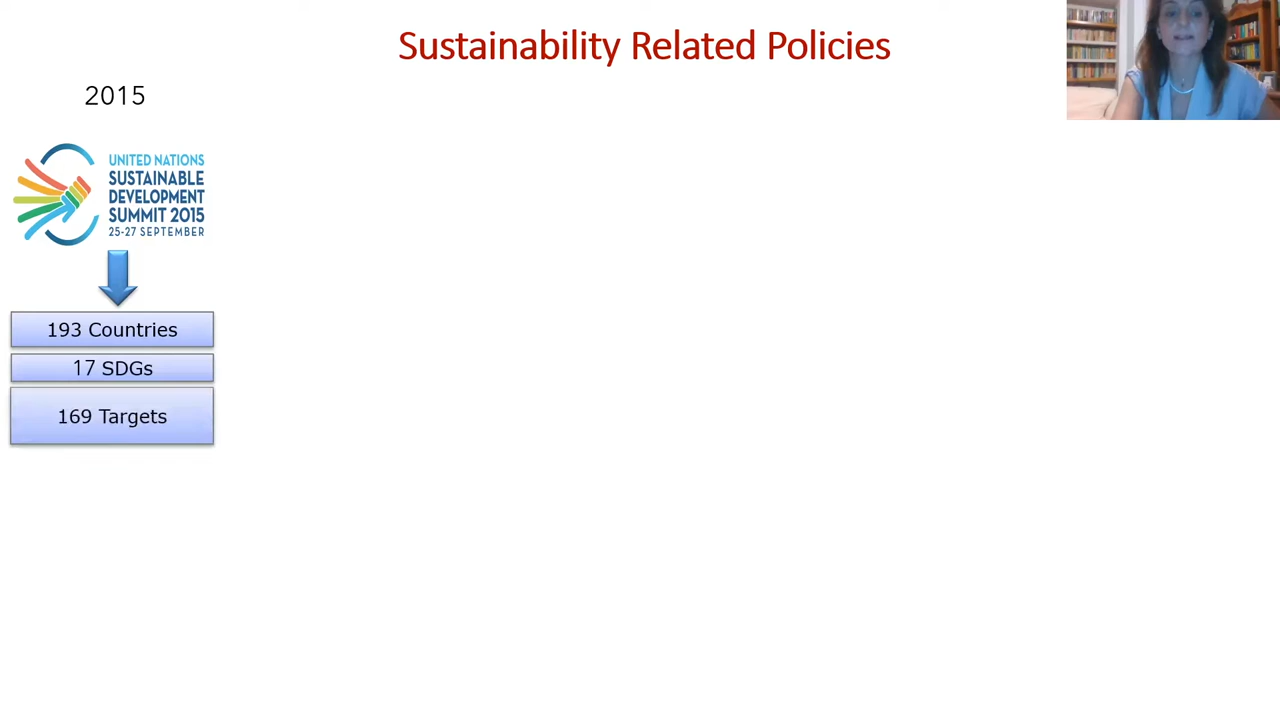 Sustainability Related Policies
2015
UNITED NATIONS
SUSTAINABLE
DEVELOPMENT
SUMMIT 2015
25-27 SEPTEMBER
193 Countries
17 SDGs
169 Targets